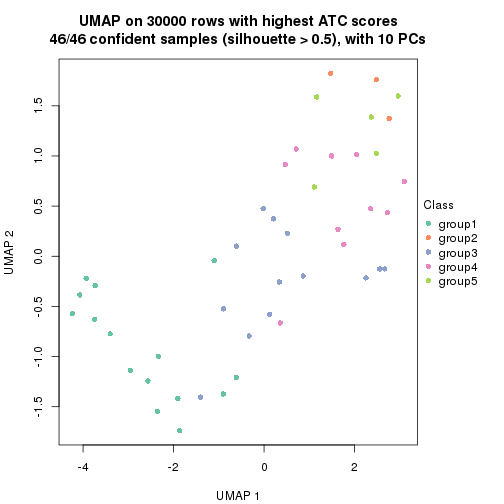 UMAP on 30000 rows with highest ATC scores
46/46 confident samples (silhouette > 0.5), with 10 PCs
UMAP 2
1.5
1.0
0.5
0.0
-0.5
-1.0
-1.5
-4
-2
0
2
UMAP 1
Class
group1
group2
group3
group4
group5